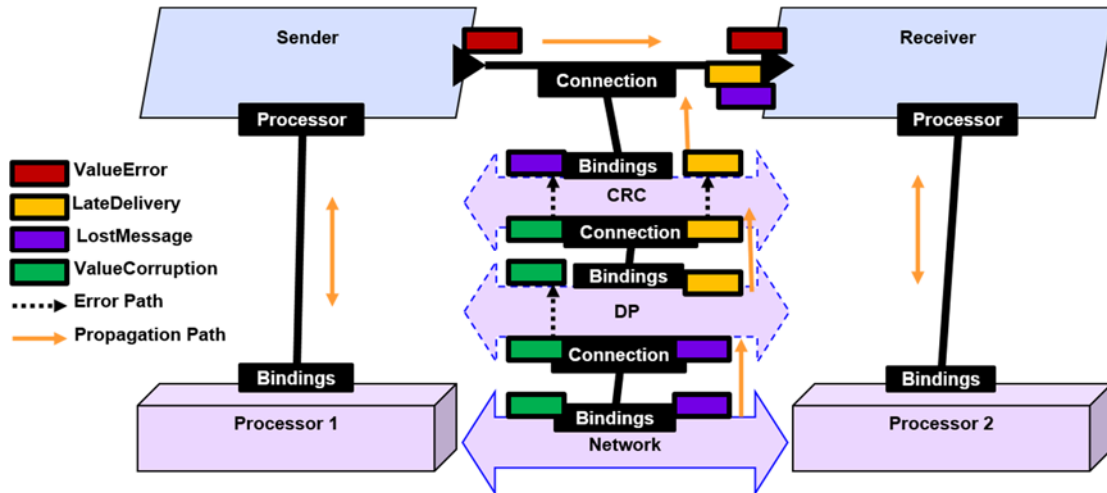 Sender
Receiver
Connection
Processor
Processor
ValueError
LateDelivery
LostMessage
ValueCorruption
Error Path
Propagation Path
Bindings
CRC
Connection
Bindings
DP
Connection
Bindings
Processor 1
Bindings
Network
Bindings
Processor 2